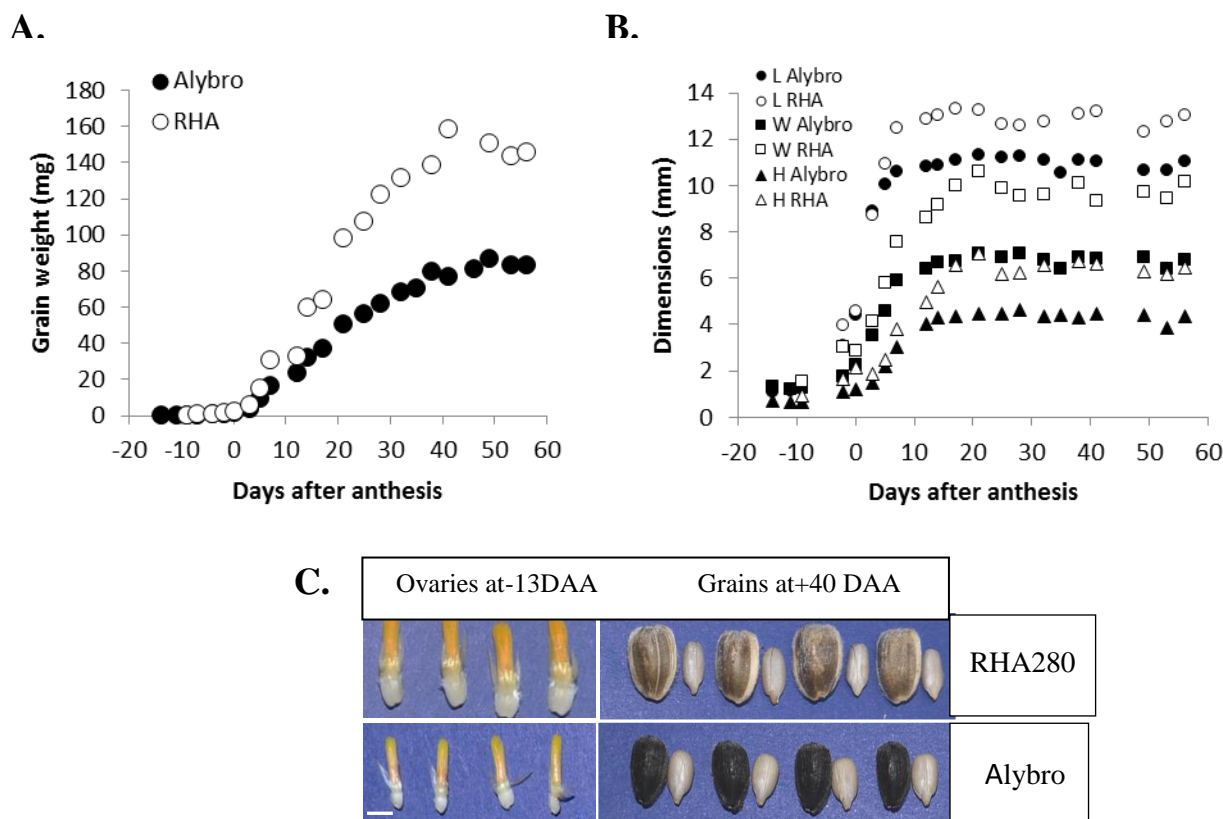 A.
Alybro
RHA
180
160
140
120
100
80
60
40
20
0
-20 -10 0 10 20 30 40 50 60
Grain weight (mg)
Days after anthesis
B.
L Alybro
L RHA
W Alybro
W RHA
H Alybro
H RHA
14
12
10
8
6
4
2
0
-20 -10 0 10 20 30 40 50 60
Dimensions (mm)
Days after anthesis
C.
Ovaries at-13DAA Grains at+40 DAA
RHA280
Alybro